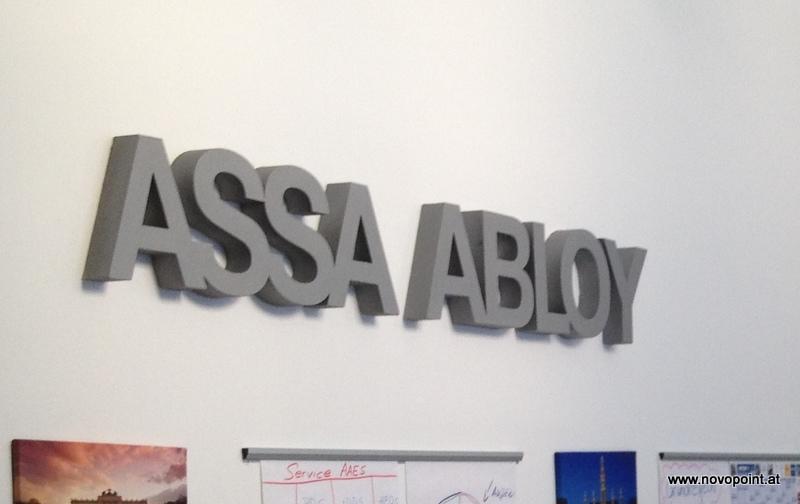 ASSA ABLOY
Service AAES
www.novopoint.at